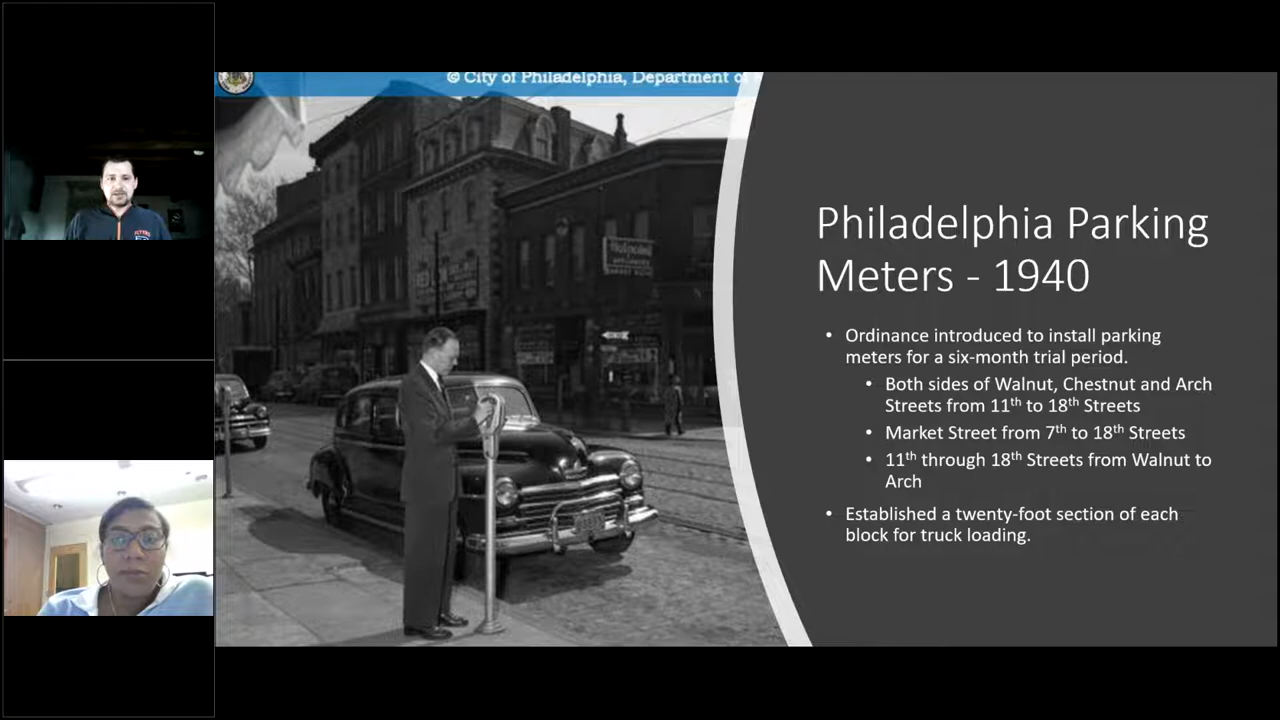 © City of Philadelphia, Department of
Philadelphia Parking
Meters - 1940
• Ordinance introduced to install parking
meters for a six-month trial period.
• Both sides of Walnut, Chestnut and Arch
Streets from 11th to 18th Streets
• Market Street from 7th to 18th Streets
• 11th through 18th Streets from Walnut to
Arch
• Established a twenty-foot section of each
block for truck loading.